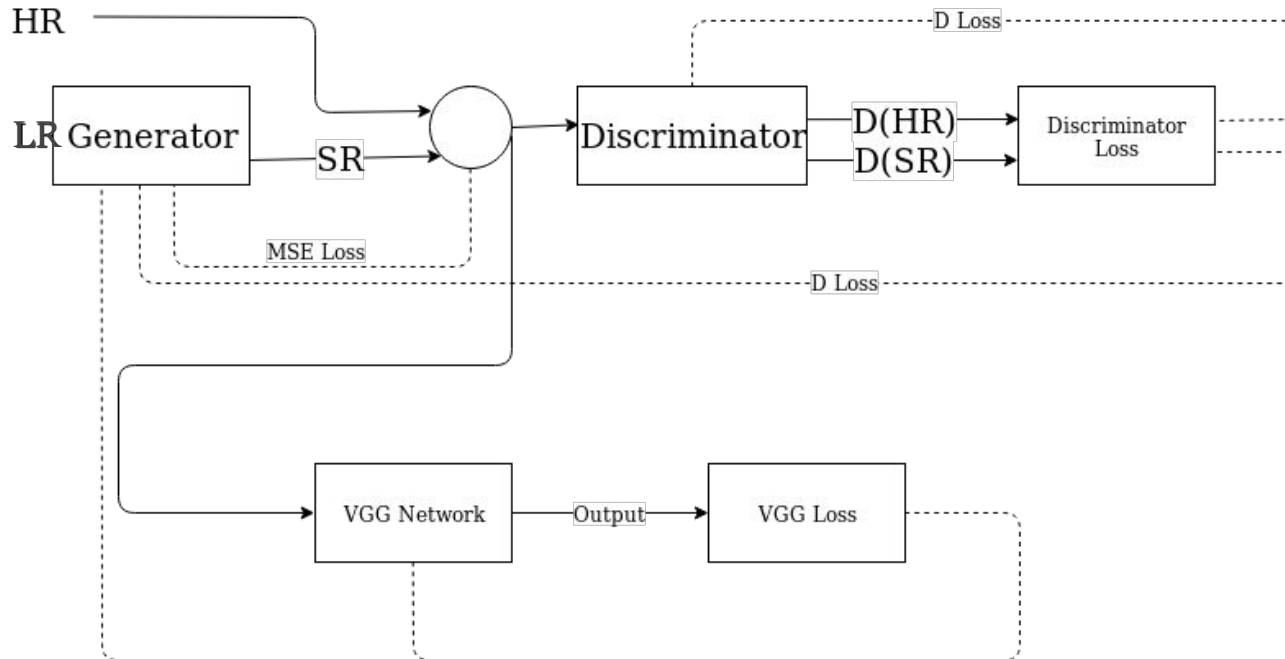 HR
D Loss
LR Generator
SR
Discriminator
D(HR)
D(SR)
Discriminator
Loss
MSE Loss
D Loss
VGG Network
Output
VGG Loss